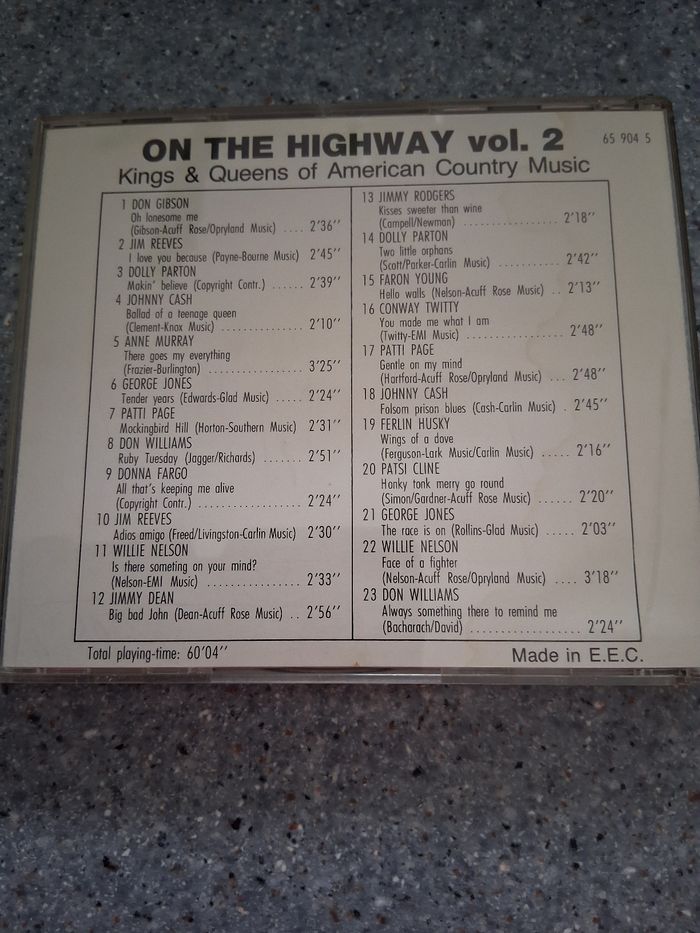 ON THE HIGHWAY vol. 2
65 904 5
Kings & Queens of American Country Music
1 DON GIBSON
Oh lonesome me
(Gibson-Acuff Rose/Opryland Music) .... 2'36''
2 JIM REEVES
I love you because (Payne-Bourne Music) 2'45''
3 DOLLY PARTON
Makin' believe (Copyright Contr.) ...... 2'39''
4 JOHNNY CASH
Ballad of a teenage queen
(Clement-Knox Music) .............. 2'10''
5 ANNE MURRAY
There goes my everything
(Frazier-Burlington) ................ 3'25''
6 GEORGE JONES
Tender years (Edwards-Glad Music) ..... 2'24''
7 PATTI PAGE
Mockingbird Hill (Horton-Southern Music) 2'31''
8 DON WILLIAMS
Ruby Tuesday (Jagger/Richards) ....... 2'51''
9 DONNA FARGO
All that's keeping me alive
(Copyright Contr.) ................. 2'24''
10 JIM REEVES
Adios amigo (Freed/Livingston-Carlin Music) 2'30''
11 WILLIE NELSON
Is there someting on your mind?
(Nelson-EMI Music) ................ 2'33''
12 JIMMY DEAN
Big bad John (Dean-Acuff Rose Music) .. 2'56''
13 JIMMY RODGERS
Kisses sweeter than wine
(Campell/Newman) ................. 2'18''
14 DOLLY PARTON
Two little orphans
(Scott/Parker-Carlin Music) ............. 2'42''
15 FARON YOUNG
Hello walls (Nelson-Acuff Rose Music) .. 2'13''
16 CONWAY TWITTY
You made me what I am
(Twitty-EMI Music) ................. 2'48''
17 PATTI PAGE
Gentle on my mind
(Hartford-Acuff Rose/Opryland Music) ... 2'48''
18 JOHNNY CASH
Folsom prison blues (Cash-Carlin Music) . 2'45''
19 FERLIN HUSKY
Wings of a dove
(Ferguson-Lark Music/Carlin Music) ..... 2'16''
20 PATSI CLINE
Honky tonk merry go round
(Simon/Gardner-Acuff Rose Music) ...... 2'20''
21 GEORGE JONES
The race is on (Rollins-Glad Music) ..... 2'03''
22 WILLIE NELSON
Face of a fighter
(Nelson-Acuff Rose/Opryland Music) .... 3'18''
23 DON WILLIAMS
Always something there to remind me
(Bacharach/David) .................. 2'24''
Total playing-time: 60'04''
Made in E.E.C.